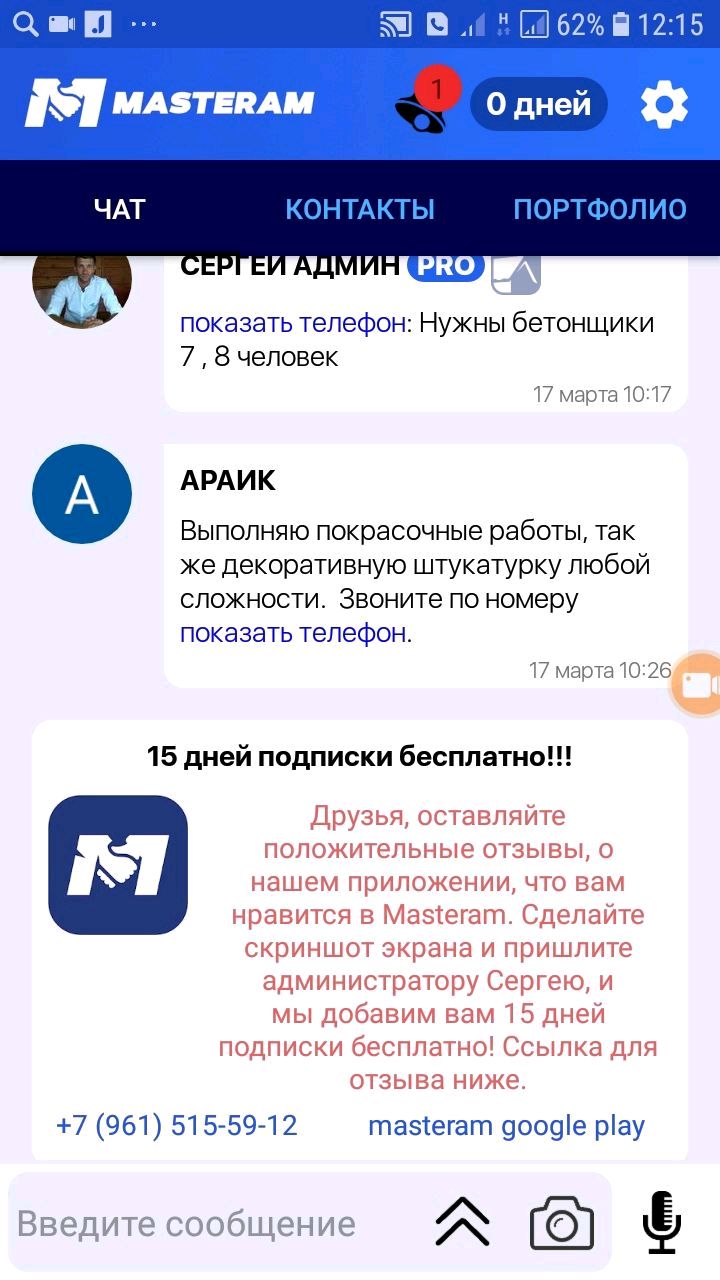 62% 12:15
MASTERAM 1 0 дней
ЧАТ КОНТАКТЫ ПОРТФОЛИО
СЕРГЕЙ АДМИН PRO
показать телефон: Нужны бетонщики
7 , 8 человек
17 марта 10:17
А
АРАИК
Выполняю покрасочные работы, так
же декоративную штукатурку любой
сложности. Звоните по номеру
показать телефон.
17 марта 10:26
15 дней подписки бесплатно!!!
Друзья, оставляйте
положительные отзывы, о
нашем приложении, что вам
нравится в Masteram. Сделайте
скриншот экрана и пришлите
администратору Сергею, и
мы добавим вам 15 дней
подписки бесплатно! Ссылка для
отзыва ниже.
+7 (961) 515-59-12 masteram google play
Введите сообщение